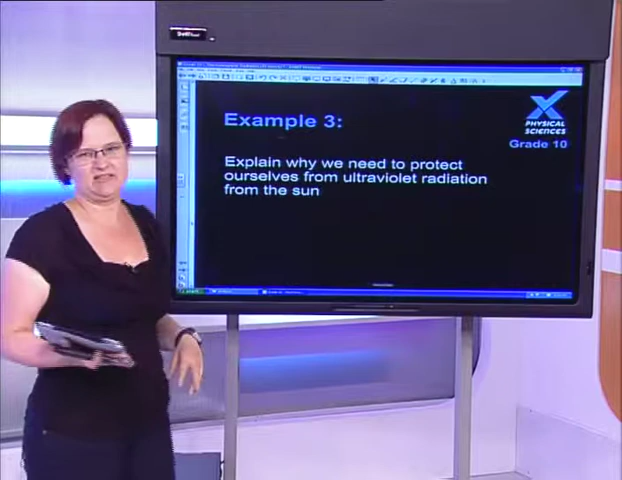 Example 3:
PHYSICAL
SCIENCES
Grade 10
Explain why we need to protect
ourselves from ultraviolet radiation
from the sun